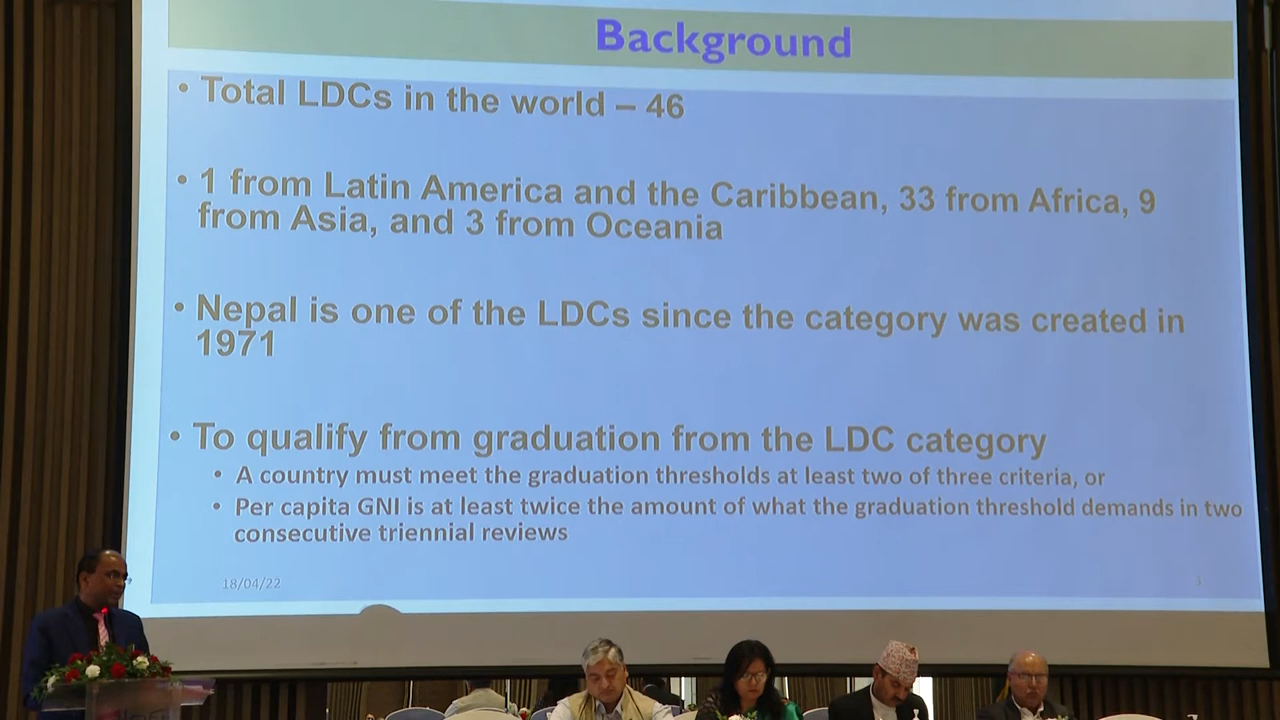 Background
• Total LDCs in the world – 46
• 1 from Latin America and the Caribbean, 33 from Africa, 9
from Asia, and 3 from Oceania
• Nepal is one of the LDCs since the category was created in
1971
• To qualify from graduation from the LDC category
• A country must meet the graduation thresholds at least two of three criteria, or
• Per capita GNI is at least twice the amount of what the graduation threshold demands in two
consecutive triennial reviews
18/04/22
3